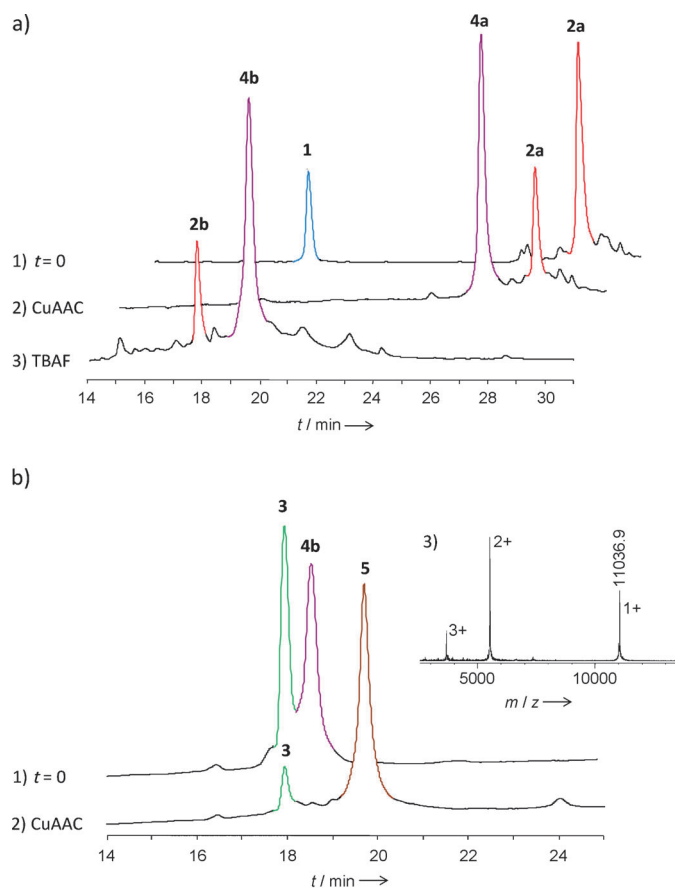 a)
4a
2a
4b
1
2a
2b
1) t = 0
2) CuAAC
3) TBAF
14 16 18 20 22 24 26 28 30
t / min
b)
3
4b
5
3) 2+ 11036.9
1+
3+
5000 10000
m / z
3
1) t = 0
2) CuAAC
14 16 18 20 22 24
t / min